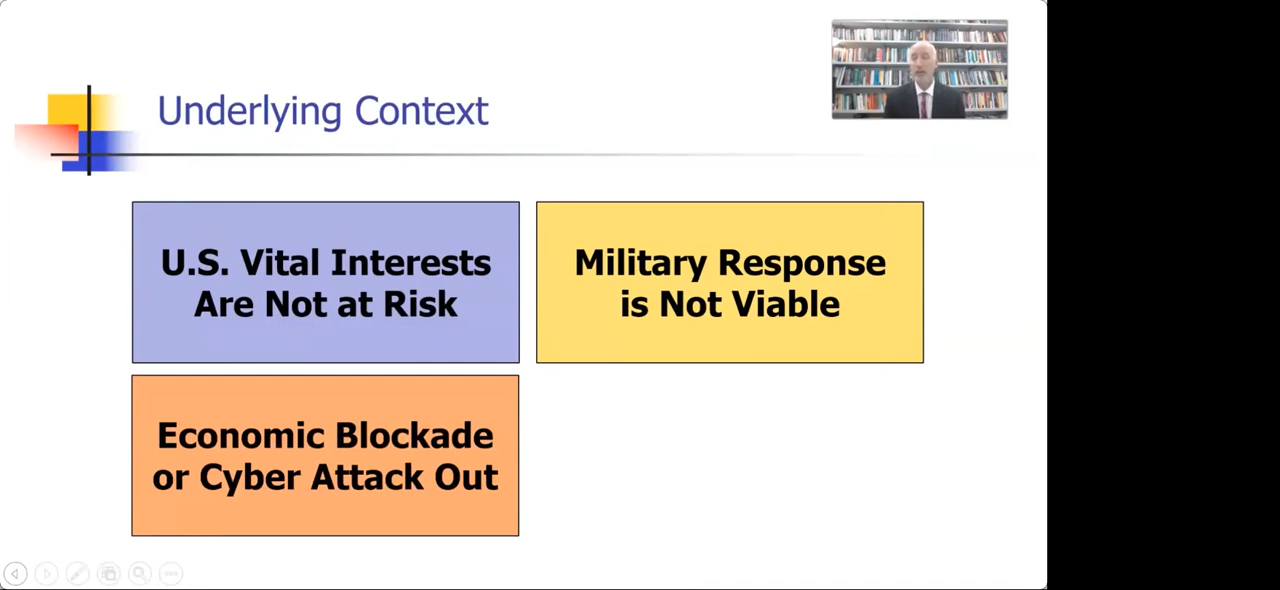 Underlying Context
U.S. Vital Interests
Are Not at Risk
Military Response
is Not Viable
Economic Blockade
or Cyber Attack Out